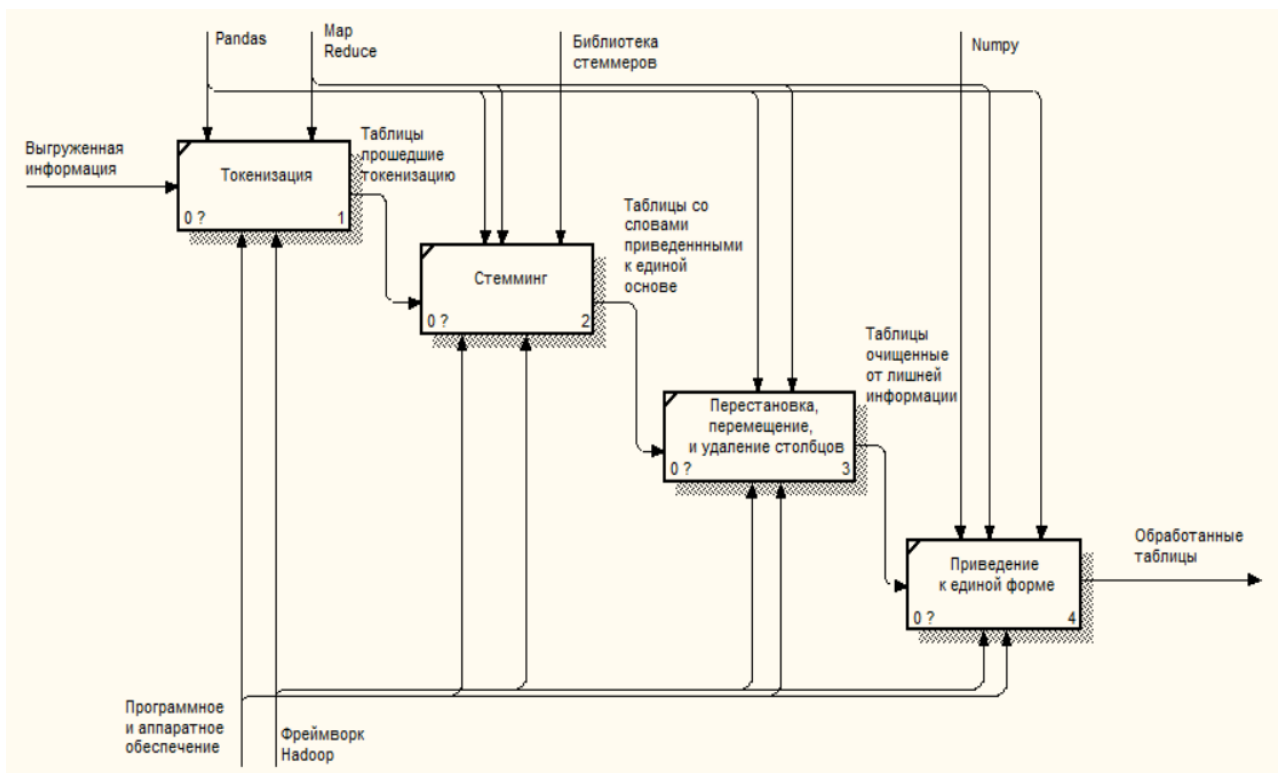 Pandas
Map
Reduce
Библиотека
стеммеров
Numpy
Выгруженная
информация
Токенизация
0 ?
1
Таблицы
прошедшие
токенизацию
Стемминг
0 ?
2
Таблицы со
словами
приведеннными
к единой
основе
Перестановка,
перемещение,
и удаление столбцов
0 ?
3
Таблицы
очищенные
от лишней
информации
Приведение
к единой форме
0 ?
4
Обработанные
таблицы
Программное
и аппаратное
обеспечение
Фреймворк
Hadoop